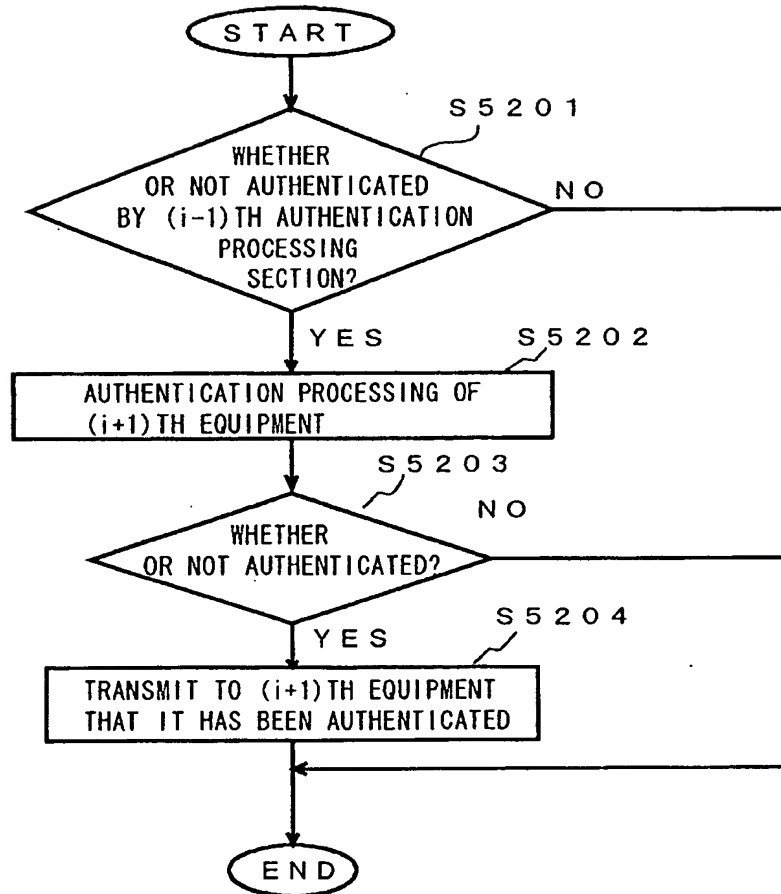 START
S5201
WHETHER
OR NOT AUTHENTICATED
BY (i-1)TH AUTHENTICATION
PROCESSING
SECTION?
NO
YES
S5202
AUTHENTICATION PROCESSING OF
(i+1)TH EQUIPMENT
S5203
NO
WHETHER
OR NOT AUTHENTICATED?
YES
S5204
TRANSMIT TO (i+1)TH EQUIPMENT
THAT IT HAS BEEN AUTHENTICATED
END